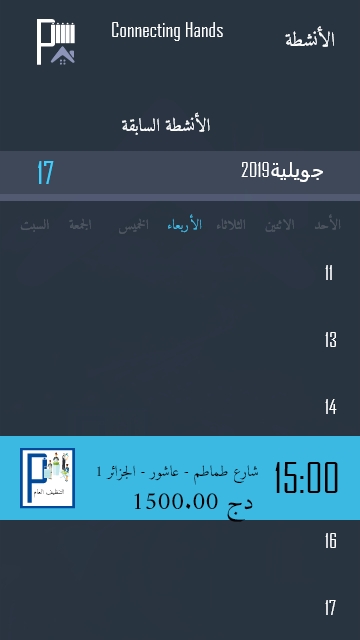 Connecting Hands
الأنشطة
الأنشطة السابقة
جويلية2019
17
الأحد الاثنين الثلاثاء الأربعاء الخميس الجمعة السبت
11
13
14
15:00
شارع طماطم - عاشور - الجزائر 1
1500.00 دج
التنظيف العام
16
17